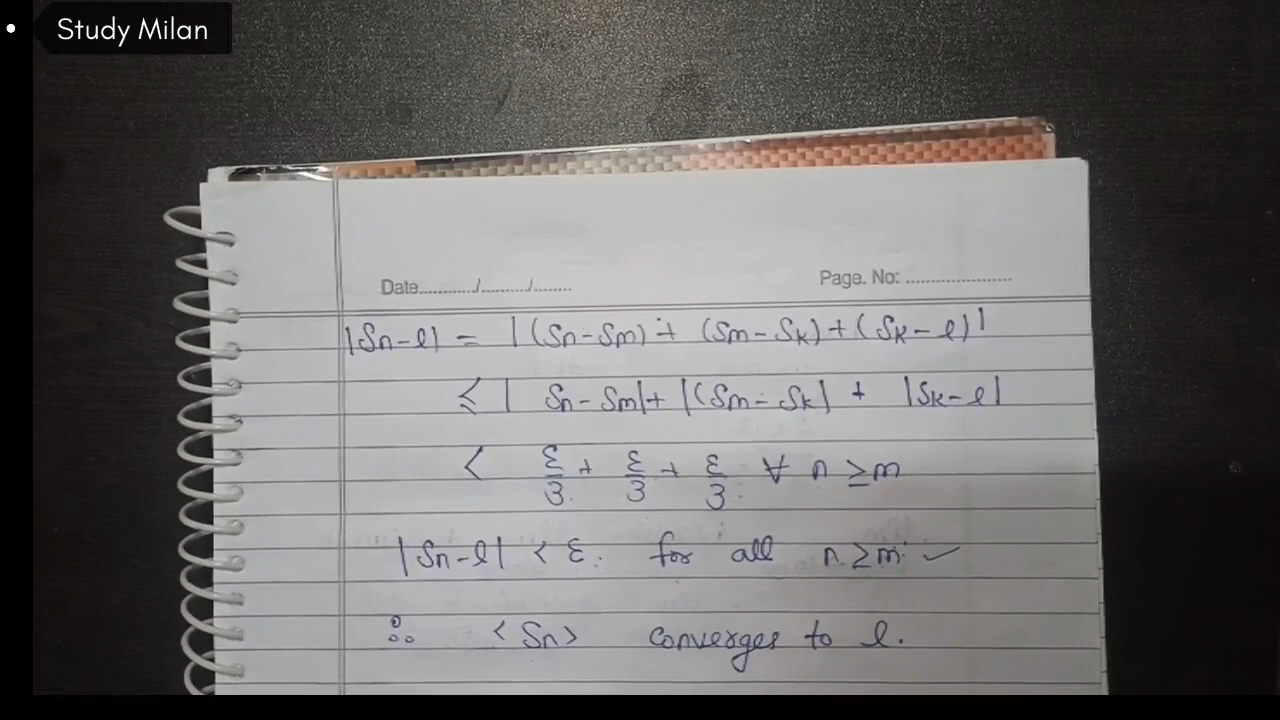 • Study Milan
Date............/........../........
Page. No: ......................
|Sn-l| = |(Sn-Sm)+(Sm-Sk)+(Sk-l)|
≤ | Sn-Sm|+ |(Sm-Sk| + |Sk-l|
< ε/3 + ε/3 + ε/3 ∀ n ≥m
|Sn-l| < ε. for all n ≥m ✓
∴ <Sn> converges to l.